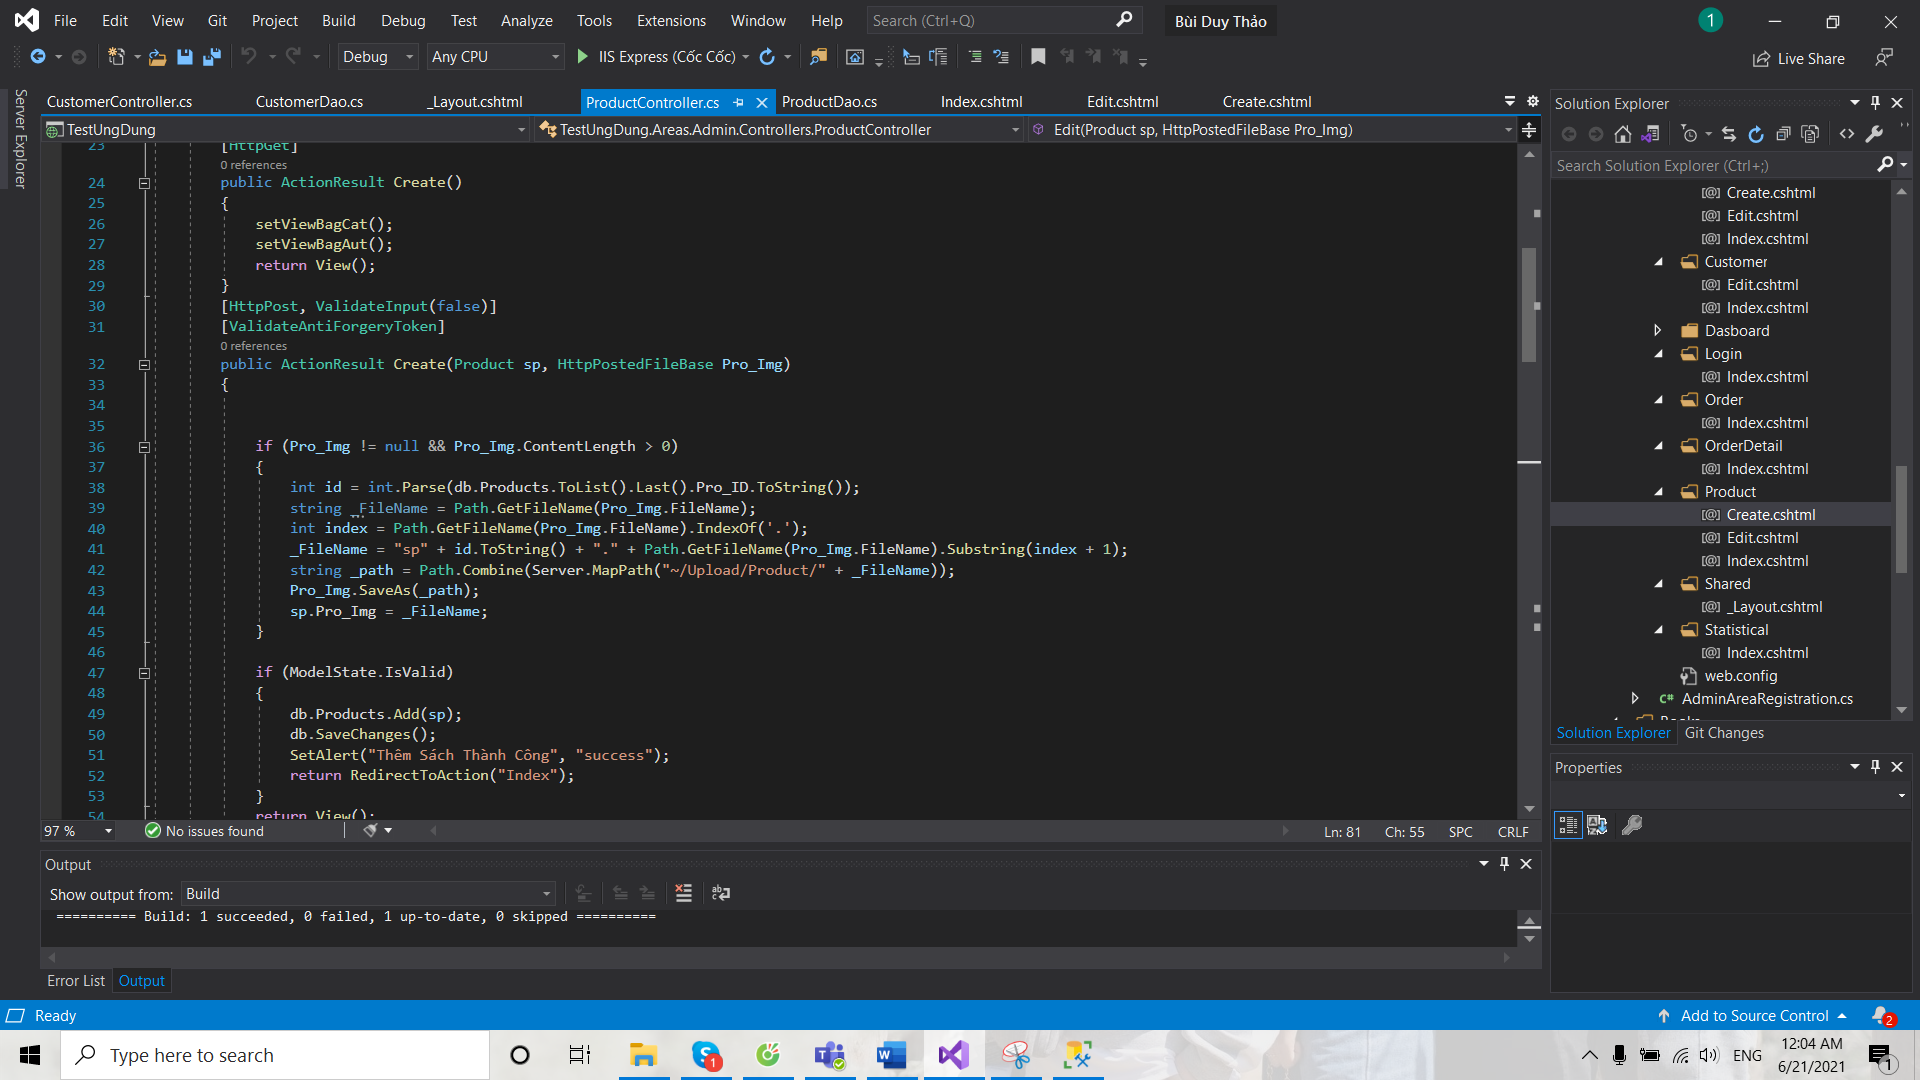 File Edit View Git Project Build Debug Test Analyze Tools Extensions Window Help Search (Ctrl+Q) Bùi Duy Thảo 1
Debug Any CPU IIS Express (Cốc Cốc) Live Share
Server Explorer
CustomerController.cs CustomerDao.cs _Layout.cshtml ProductController.cs ProductDao.cs Index.cshtml Edit.cshtml Create.cshtml
TestUngDung TestUngDung.Areas.Admin.Controllers.ProductController Edit(Product sp, HttpPostedFileBase Pro_Img)
23 [HttpGet]
0 references
24 public ActionResult Create()
25 {
26 setViewBagCat();
27 setViewBagAut();
28 return View();
29 }
30 [HttpPost, ValidateInput(false)]
31 [ValidateAntiForgeryToken]
0 references
32 public ActionResult Create(Product sp, HttpPostedFileBase Pro_Img)
33 {
34
35
36 if (Pro_Img != null && Pro_Img.ContentLength > 0)
37 {
38 int id = int.Parse(db.Products.ToList().Last().Pro_ID.ToString());
39 string _FileName = Path.GetFileName(Pro_Img.FileName);
40 int index = Path.GetFileName(Pro_Img.FileName).IndexOf('.');
41 _FileName = "sp" + id.ToString() + "." + Path.GetFileName(Pro_Img.FileName).Substring(index + 1);
42 string _path = Path.Combine(Server.MapPath("~/Upload/Product/" + _FileName));
43 Pro_Img.SaveAs(_path);
44 sp.Pro_Img = _FileName;
45 }
46
47 if (ModelState.IsValid)
48 {
49 db.Products.Add(sp);
50 db.SaveChanges();
51 SetAlert("Thêm Sách Thành Công", "success");
52 return RedirectToAction("Index");
53 }
54 return View();
97 % No issues found Ln: 81 Ch: 55 SPC CRLF
Output
Show output from: Build
========== Build: 1 succeeded, 0 failed, 1 up-to-date, 0 skipped ==========
Error List Output
Solution Explorer
Search Solution Explorer (Ctrl+;)
Create.cshtml
Edit.cshtml
Index.cshtml
Customer
Edit.cshtml
Index.cshtml
Dasboard
Login
Index.cshtml
Order
Index.cshtml
OrderDetail
Index.cshtml
Product
Create.cshtml
Edit.cshtml
Index.cshtml
Shared
_Layout.cshtml
Statistical
Index.cshtml
web.config
C# AdminAreaRegistration.cs
Solution Explorer Git Changes
Properties
Ready Add to Source Control 2
Type here to search 1 ENG 12:04 AM
6/21/2021 1